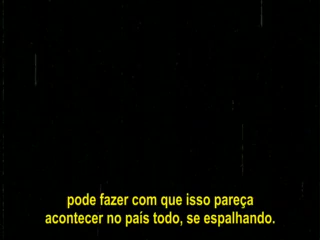 pode fazer com que isso pareça
acontecer no país todo, se espalhando.